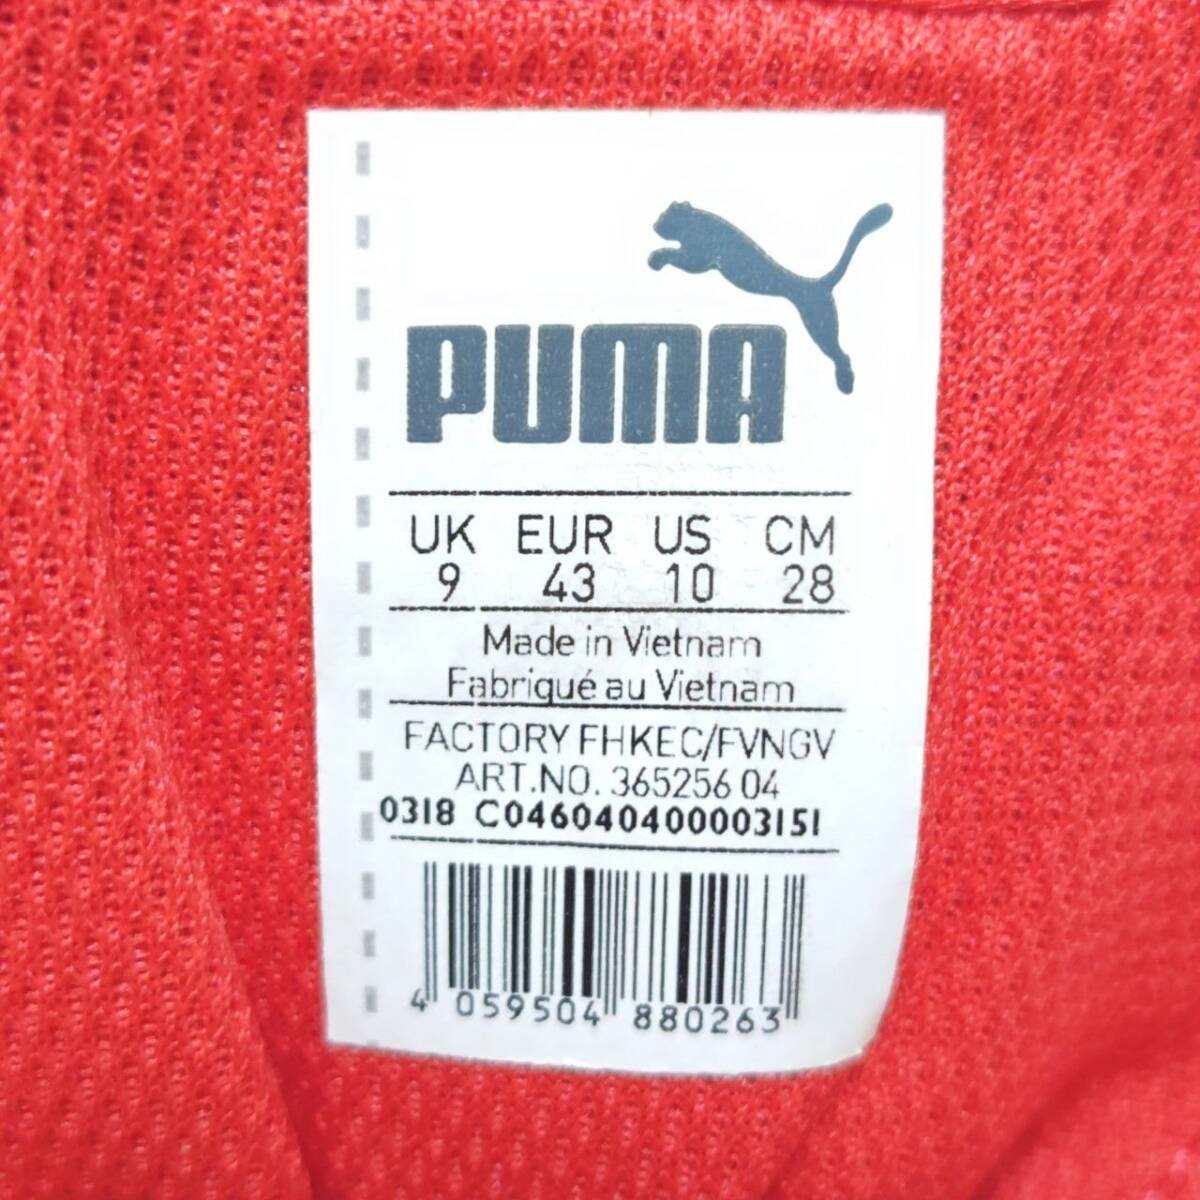 PUMA
UK EUR US CM
9 43 10 28
Made in Vietnam
Fabriqué au Vietnam
FACTORY FHKEC/FVNGV
ART.NO. 365256 04
0318 C0460404000003151
4 059504 880263